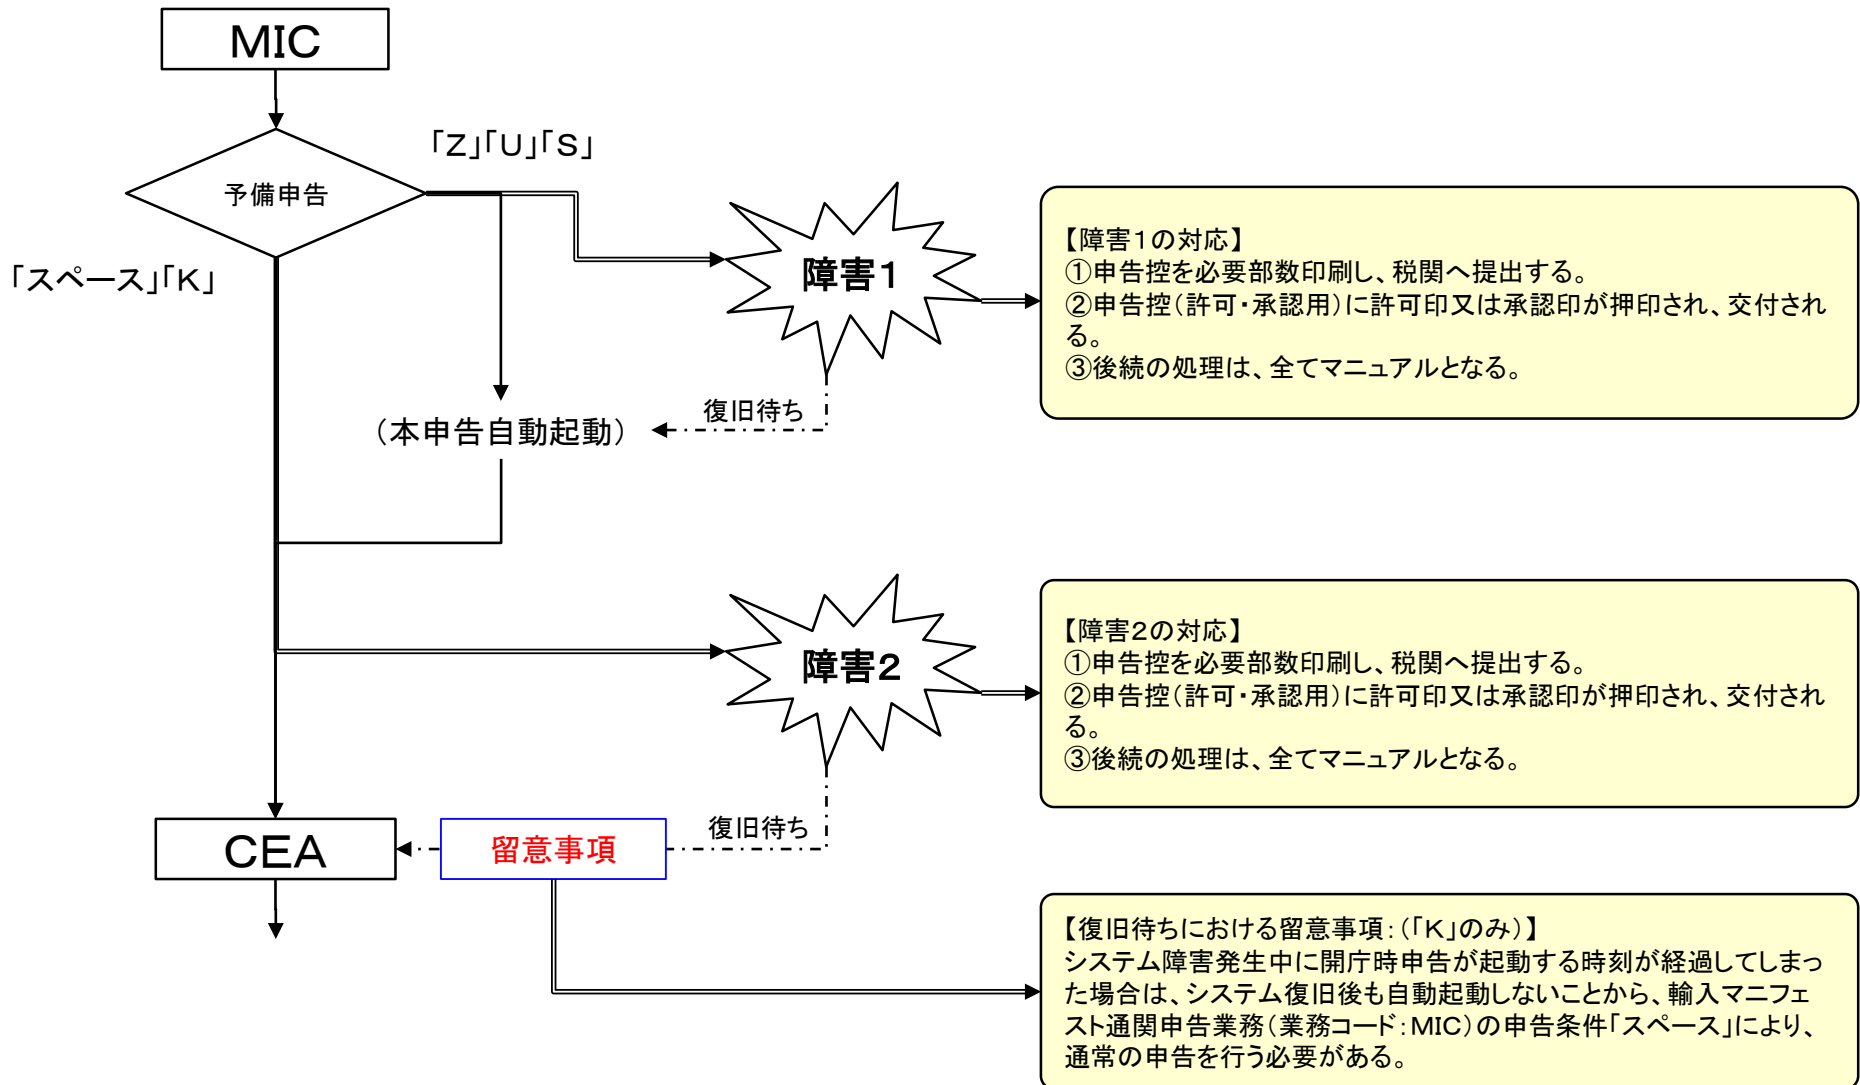 MIC
「Z」「U」「S」
予備申告
「スペース」「K」
障害1
【障害1の対応】
①申告控を必要部数印刷し、税関へ提出する。
②申告控(許可・承認用)に許可印又は承認印が押印され、交付され
る。
③後続の処理は、全てマニュアルとなる。
復旧待ち
(本申告自動起動)
障害2
【障害2の対応】
①申告控を必要部数印刷し、税関へ提出する。
②申告控(許可・承認用)に許可印又は承認印が押印され、交付され
る。
③後続の処理は、全てマニュアルとなる。
復旧待ち
CEA
留意事項
【復旧待ちにおける留意事項:(「K」のみ)】
システム障害発生中に開庁時申告が起動する時刻が経過してしまっ
た場合は、システム復旧後も自動起動しないことから、輸入マニフェ
スト通関申告業務(業務コード:MIC)の申告条件「スペース」により、
通常の申告を行う必要がある。